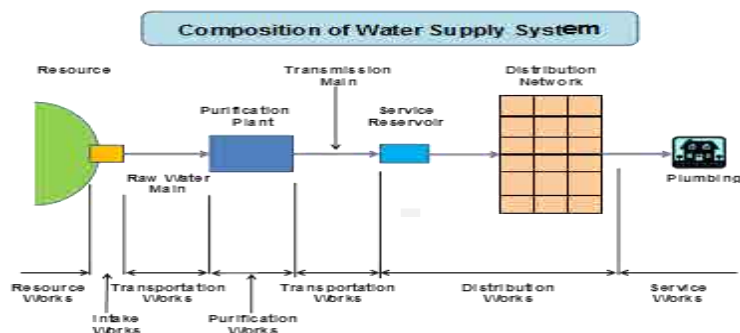 Composition of Water Supply System
Resource
Transmission
Main
Distribution
Network
Purification
Plant
Service
Reservoir
Raw Water
Main
Plumbing
Resource
Works
Transportation
Works
Transportation
Works
Distribution
Works
Service
Works
Intake
Works
Purification
Works